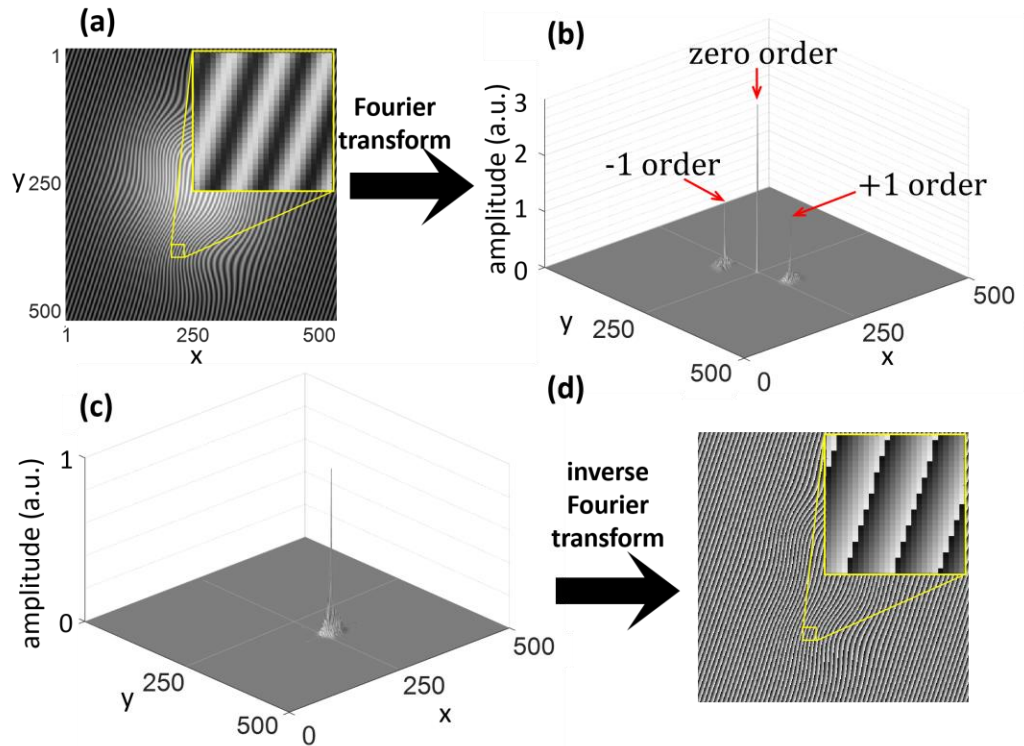 (a)
1
y
250
500
1
250
500
x
Fourier
transform
(b)
zero order
-1 order
+1 order
3
2
1
0
amplitude (a.u.)
y
250
500
0
250
500
x
(c)
1
0
amplitude (a.u.)
y
250
500
0
250
500
x
inverse
Fourier
transform
(d)